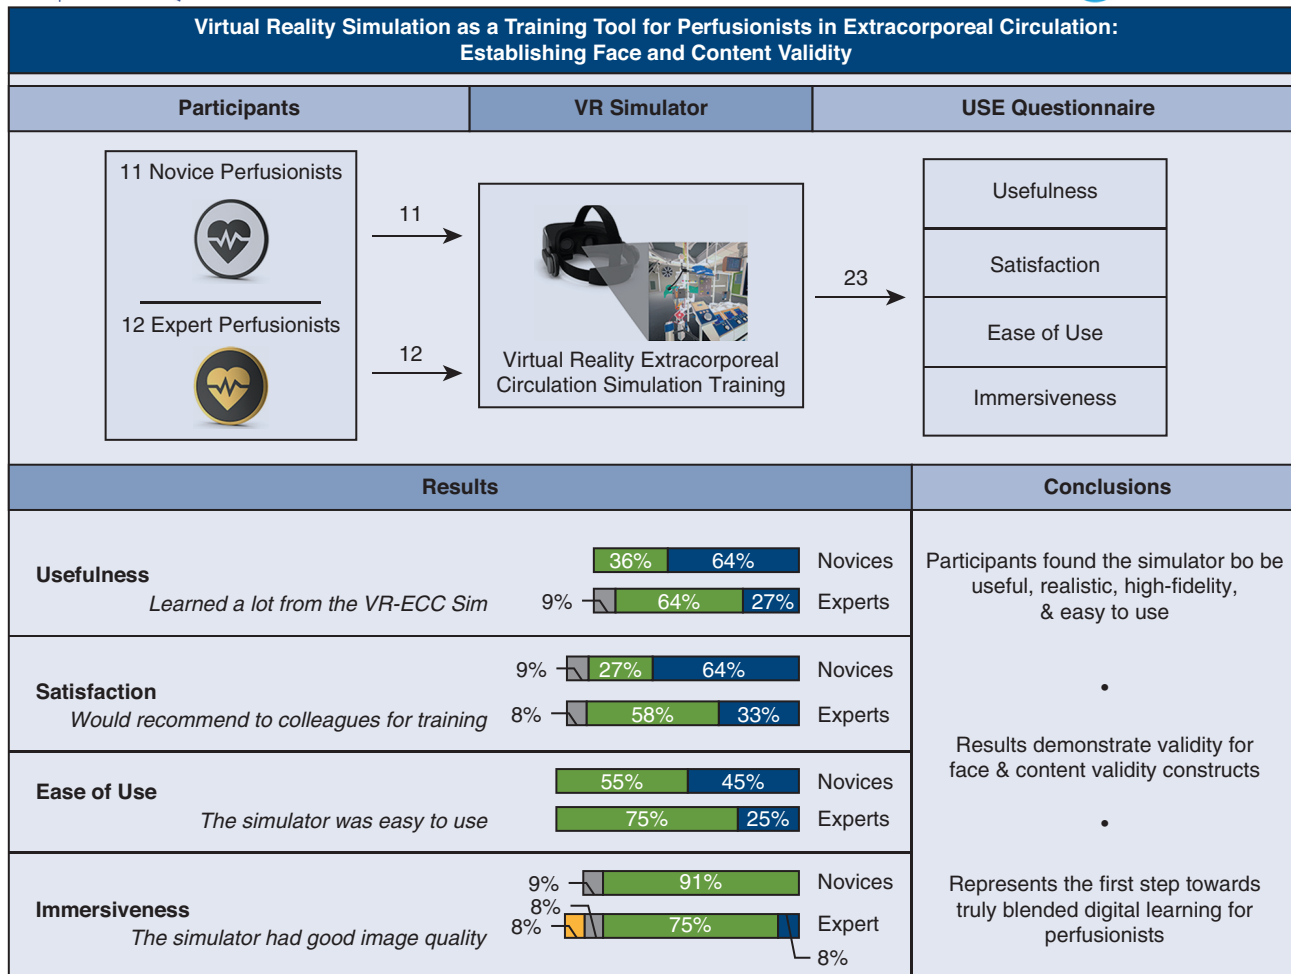 Virtual Reality Simulation as a Training Tool for Perfusionists in Extracorporeal Circulation:
Establishing Face and Content Validity
Participants
VR Simulator
USE Questionnaire
11 Novice Perfusionists
12 Expert Perfusionists
11
12
Virtual Reality Extracorporeal
Circulation Simulation Training
23
Usefulness
Satisfaction
Ease of Use
Immersiveness
Results
Usefulness
Learned a lot from the VR-ECC Sim
36% 64% Novices
9% 64% 27% Experts
Satisfaction
Would recommend to colleagues for training
9% 27% 64% Novices
8% 58% 33% Experts
Ease of Use
The simulator was easy to use
55% 45% Novices
75% 25% Experts
Immersiveness
The simulator had good image quality
9% 91% Novices
8% 8% 75% Expert
8%
Conclusions
Participants found the simulator bo be
useful, realistic, high-fidelity,
& easy to use
•
Results demonstrate validity for
face & content validity constructs
•
Represents the first step towards
truly blended digital learning for
perfusionists